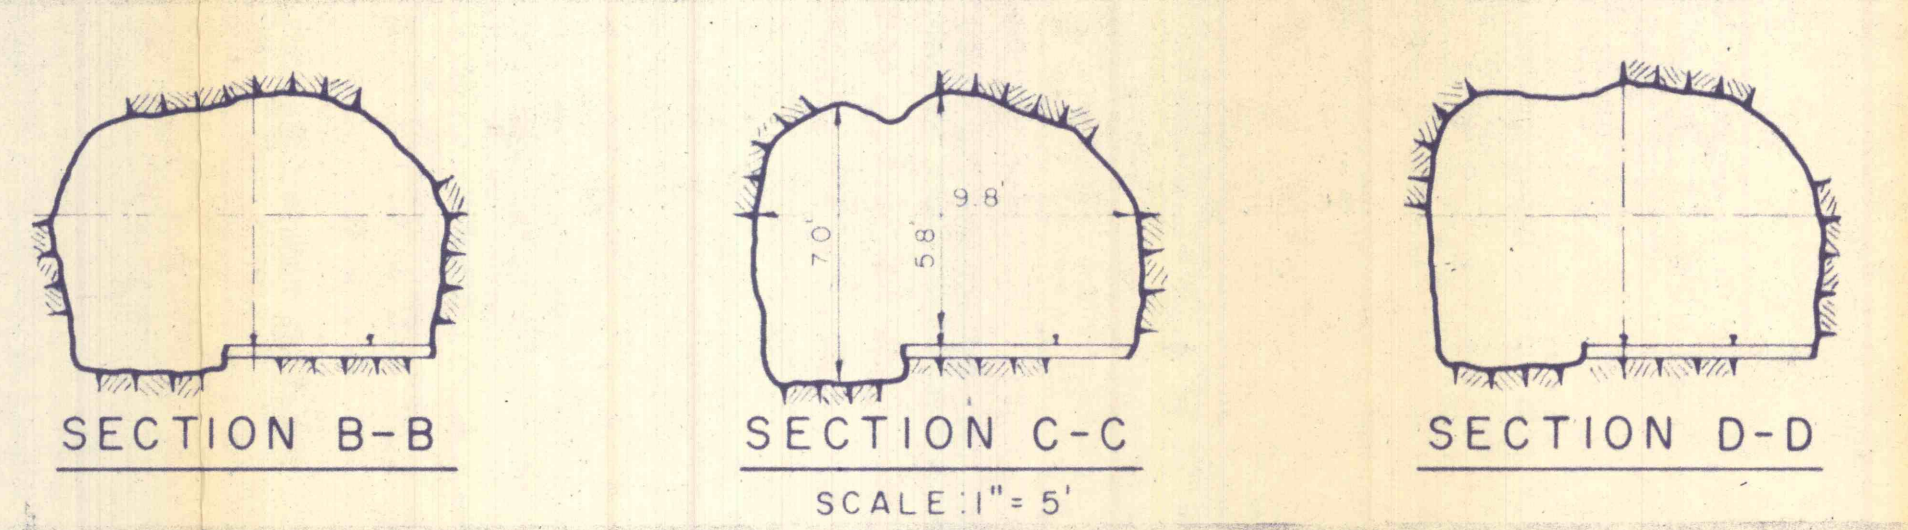 9.8'
7.0'
5.8'
SECTION B-B
SECTION C-C
SECTION D-D
SCALE: 1" = 5'